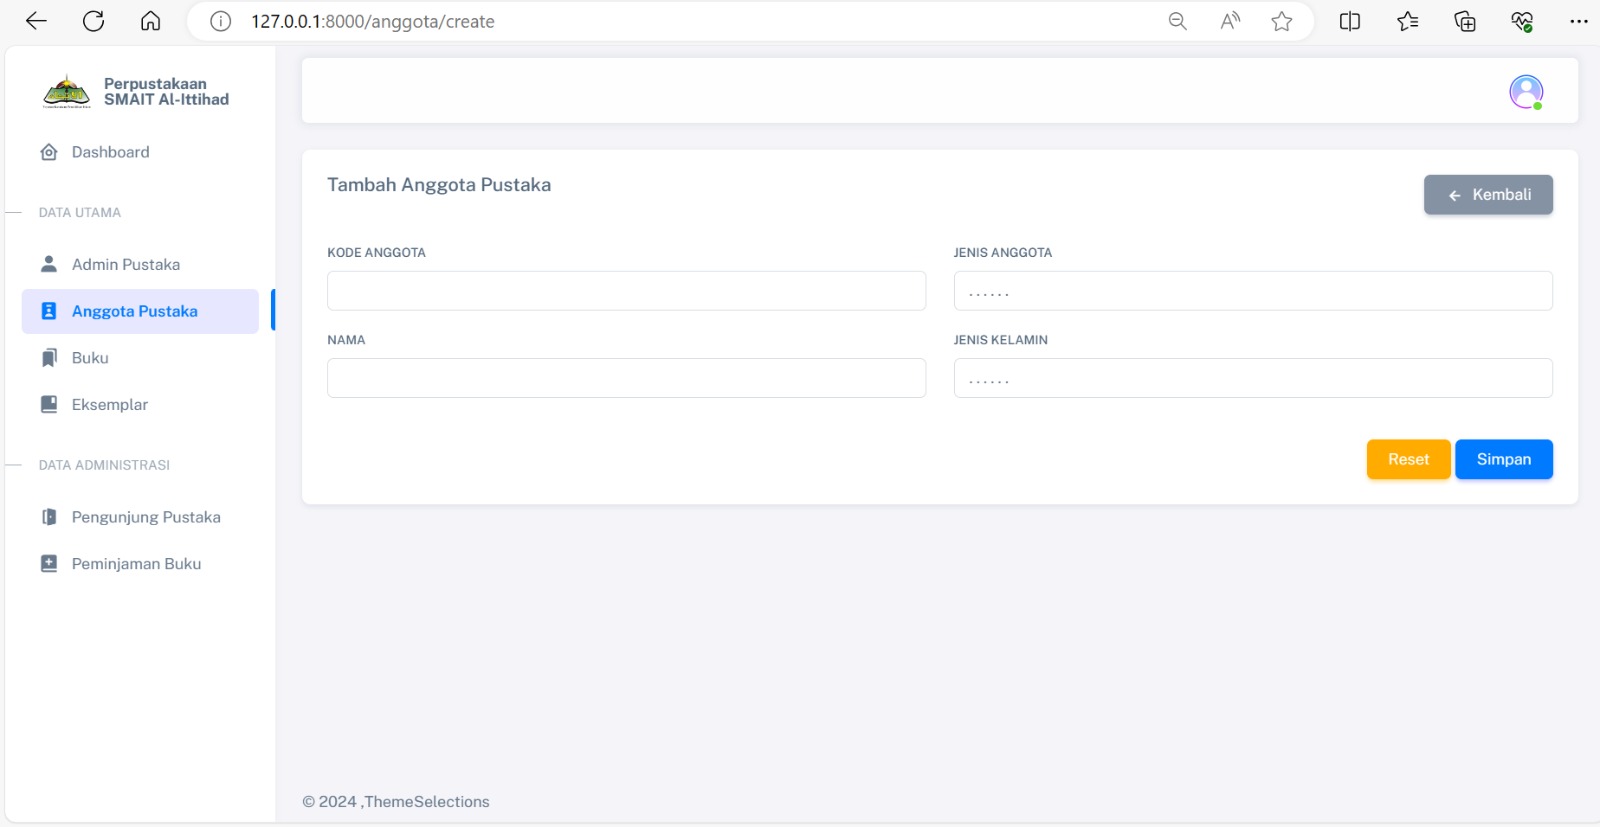 127.0.0.1:8000/anggota/create
Perpustakaan
SMAIT Al-Ittihad
Dashboard
DATA UTAMA
Admin Pustaka
Anggota Pustaka
Buku
Eksemplar
DATA ADMINISTRASI
Pengunjung Pustaka
Peminjaman Buku
Tambah Anggota Pustaka
Kembali
KODE ANGGOTA
JENIS ANGGOTA
......
NAMA
JENIS KELAMIN
......
Reset
Simpan
© 2024 ,ThemeSelections